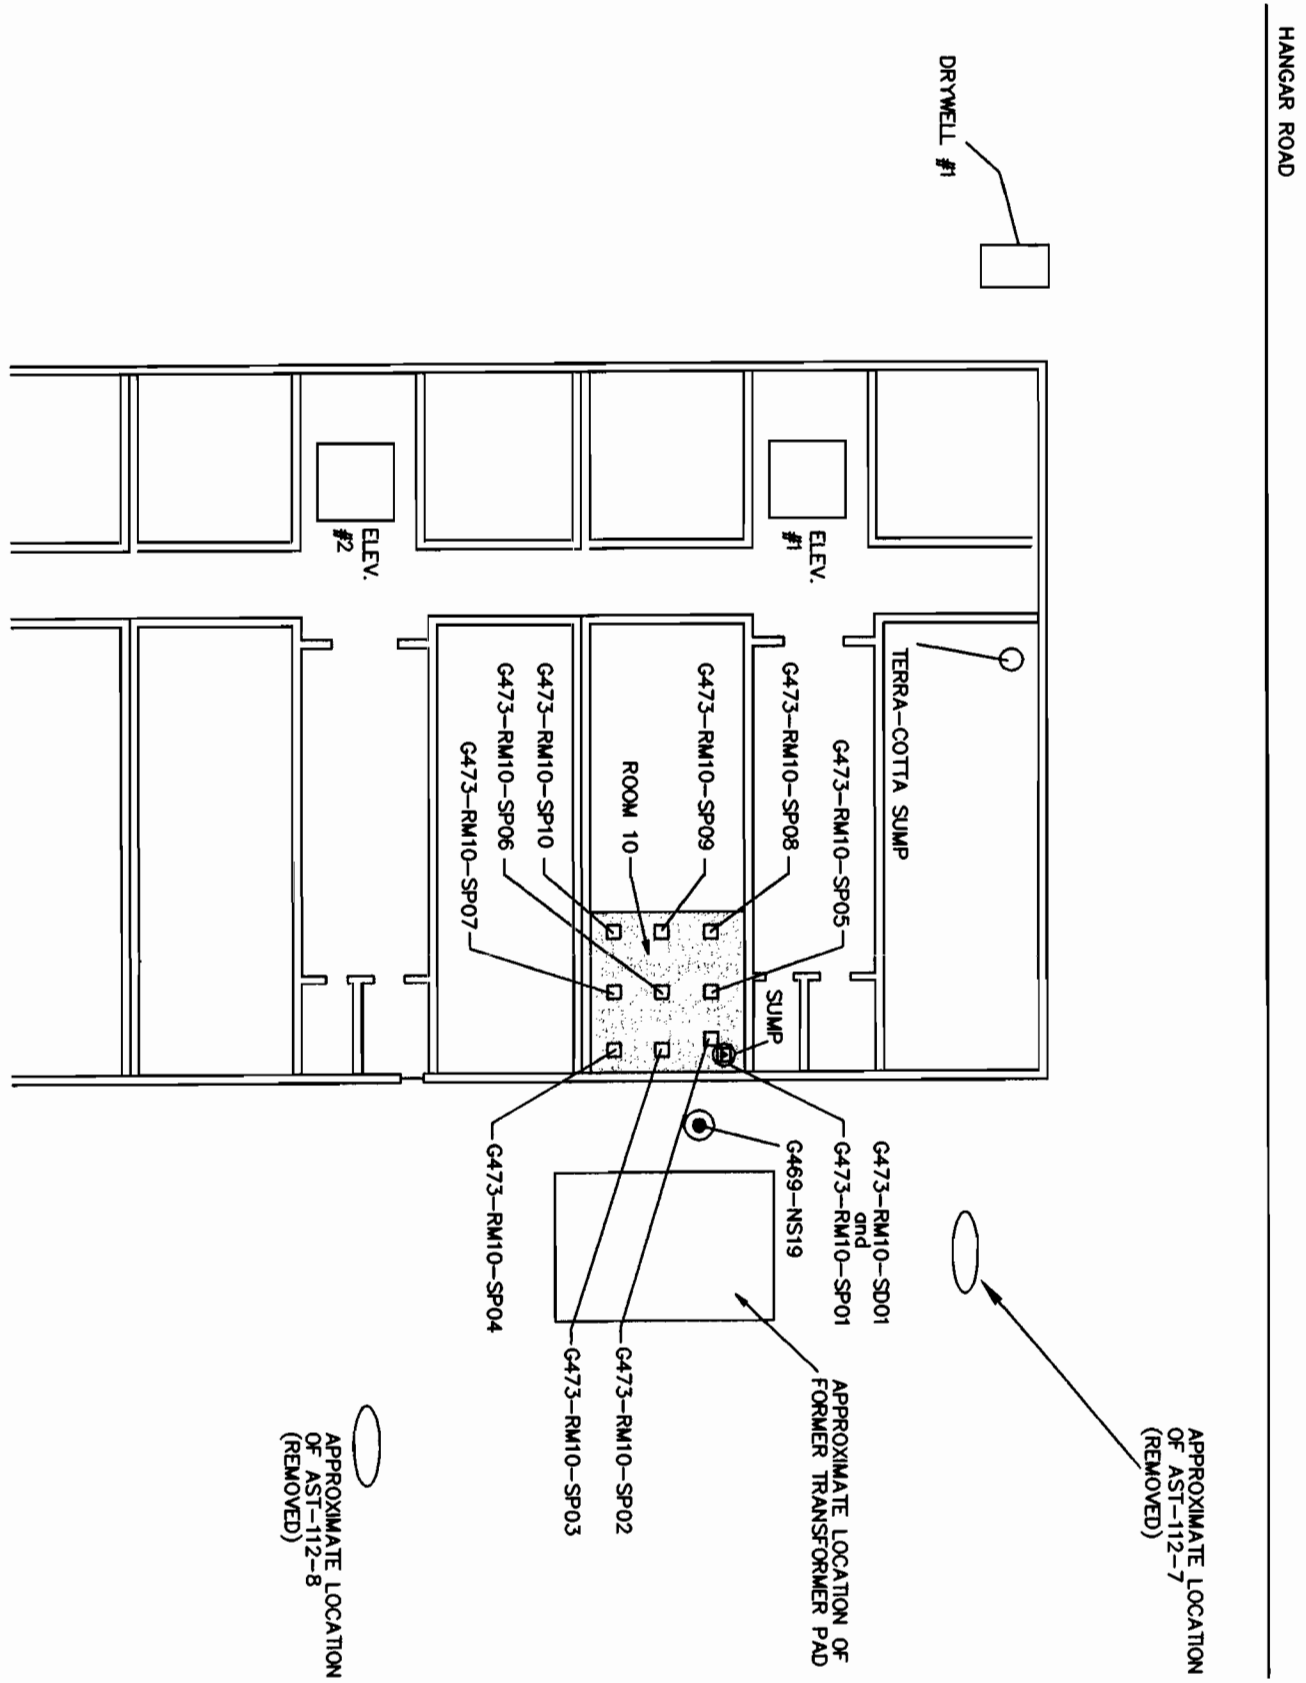 HANGAR ROAD
DRYWELL #1
ELEV.
#1
ELEV.
#2
TERRA-COTTA SUMP
G473-RM10-SP05
G473-RM10-SP08
G473-RM10-SP09
ROOM 10
G473-RM10-SP10
G473-RM10-SP06
G473-RM10-SP07
SUMP
G473-RM10-SD01
and
G473-RM10-SP01
G469-NS19
G473-RM10-SP04
G473-RM10-SP02
G473-RM10-SP03
APPROXIMATE LOCATION OF
FORMER TRANSFORMER PAD
APPROXIMATE LOCATION
OF AST-112-7
(REMOVED)
APPROXIMATE LOCATION
OF AST-112-8
(REMOVED)